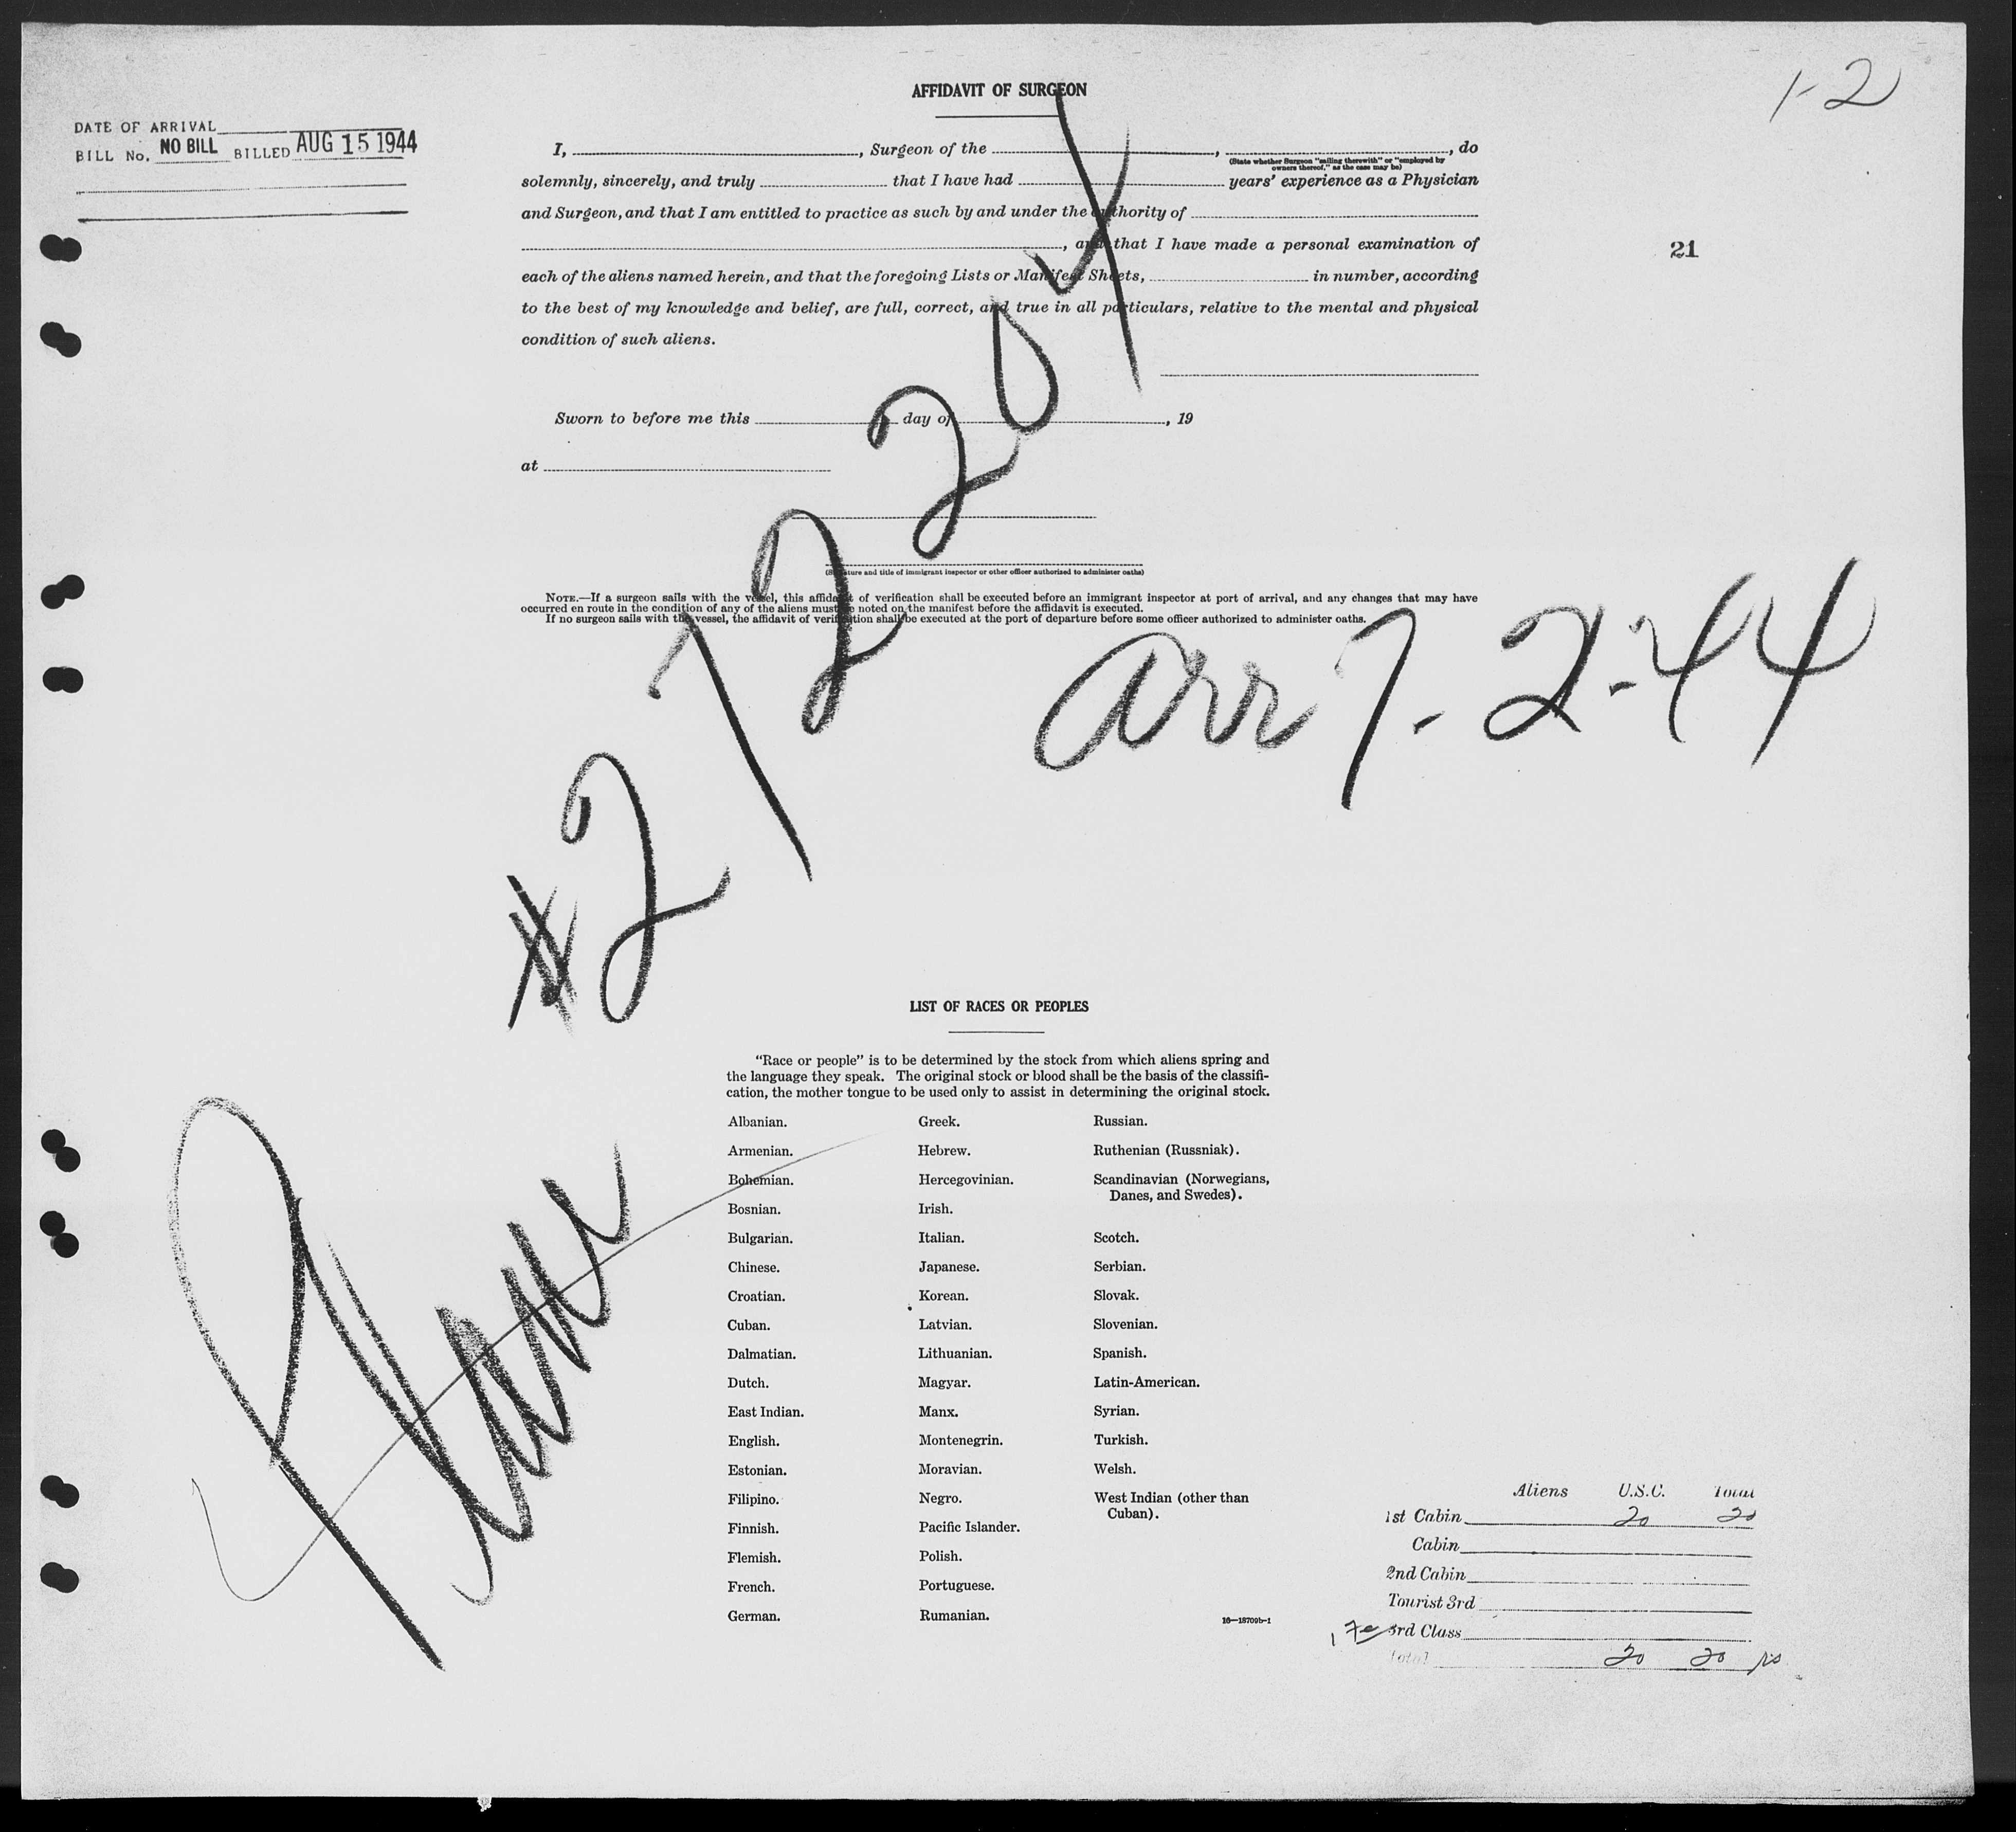 1-2
AFFIDAVIT OF SURGEON
DATE OF ARRIVAL
BILL No. NO BILL BILLED AUG 15 1944
I, , Surgeon of the , , do
(State whether Surgeon "sailing therewith" or "employed by
owners thereof," as the case may be)
solemnly, sincerely, and truly that I have had years' experience as a Physician
and Surgeon, and that I am entitled to practice as such by and under the authority of
, and that I have made a personal examination of
21
each of the aliens named herein, and that the foregoing Lists or Manifest Sheets, in number, according
to the best of my knowledge and belief, are full, correct, and true in all particulars, relative to the mental and physical
condition of such aliens.
Sworn to before me this day of , 19
at
(Signature and title of immigrant inspector or other officer authorized to administer oaths)
NOTE.—If a surgeon sails with the vessel, this affidavit of verification shall be executed before an immigrant inspector at port of arrival, and any changes that may have
occurred en route in the condition of any of the aliens must be noted on the manifest before the affidavit is executed.
If no surgeon sails with the vessel, the affidavit of verification shall be executed at the port of departure before some officer authorized to administer oaths.
#272204
arr 7-2-44
Plane
LIST OF RACES OR PEOPLES
"Race or people" is to be determined by the stock from which aliens spring and
the language they speak. The original stock or blood shall be the basis of the classifi-
cation, the mother tongue to be used only to assist in determining the original stock.
Albanian. Greek. Russian.
Armenian. Hebrew. Ruthenian (Russniak).
Bohemian. Hercegovinian. Scandinavian (Norwegians,
Danes, and Swedes).
Bosnian. Irish.
Bulgarian. Italian. Scotch.
Chinese. Japanese. Serbian.
Croatian. Korean. Slovak.
Cuban. Latvian. Slovenian.
Dalmatian. Lithuanian. Spanish.
Dutch. Magyar. Latin-American.
East Indian. Manx. Syrian.
English. Montenegrin. Turkish.
Estonian. Moravian. Welsh.
Filipino. Negro. West Indian (other than
Cuban).
Finnish. Pacific Islander.
Flemish. Polish.
French. Portuguese.
German. Rumanian.
16—18709b-1
Aliens U.S.C. Total
1st Cabin 20 20
Cabin
2nd Cabin
Tourist 3rd
3rd Class
Total 20 20